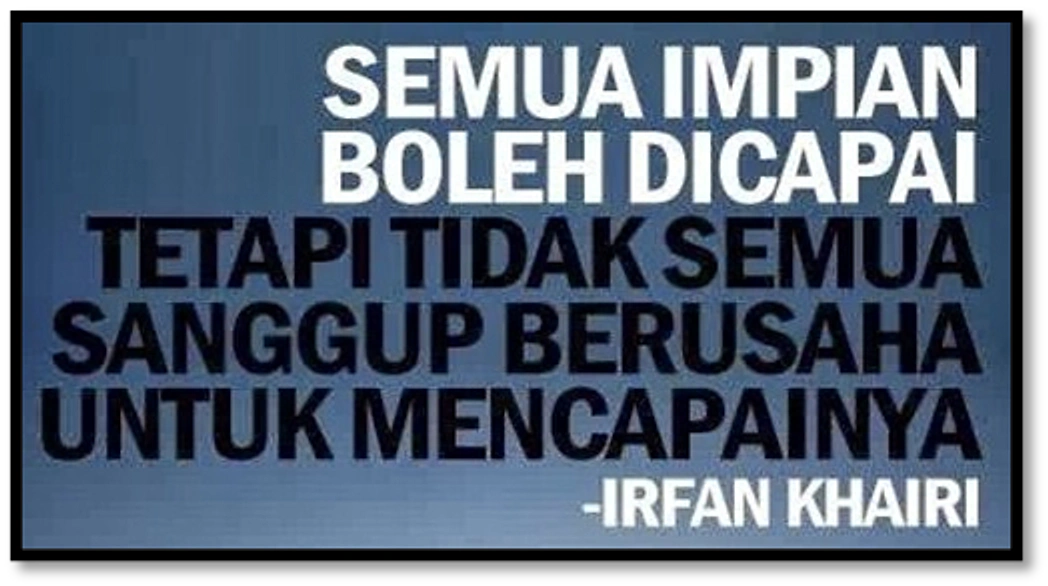 SEMUA IMPIAN
BOLEH DICAPAI
TETAPI TIDAK SEMUA
SANGGUP BERUSAHA
UNTUK MENCAPAINYA
-IRFAN KHAIRI